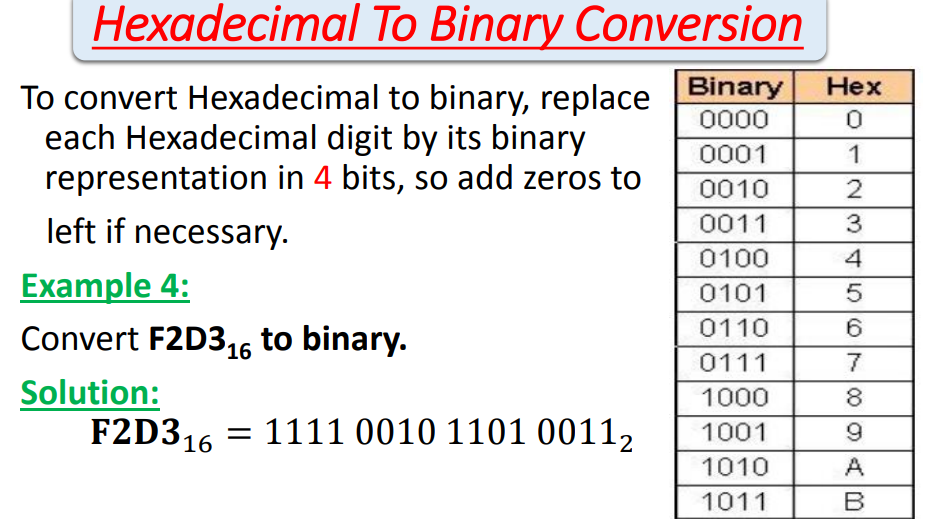 Hexadecimal To Binary Conversion
To convert Hexadecimal to binary, replace
each Hexadecimal digit by its binary
representation in 4 bits, so add zeros to
left if necessary.
Example 4:
Convert F2D3₁₆ to binary.
Solution:
F2D3₁₆ = 1111 0010 1101 0011₂
Binary Hex
0000 0
0001 1
0010 2
0011 3
0100 4
0101 5
0110 6
0111 7
1000 8
1001 9
1010 A
1011 B